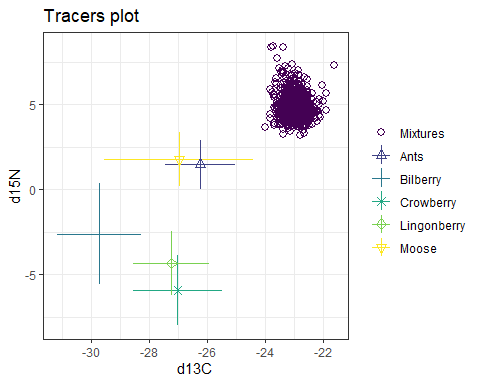 Tracers plot
d15N
5
0
-5
-30
-28
-26
-24
-22
d13C
Mixtures
Ants
Bilberry
Crowberry
Lingonberry
Moose